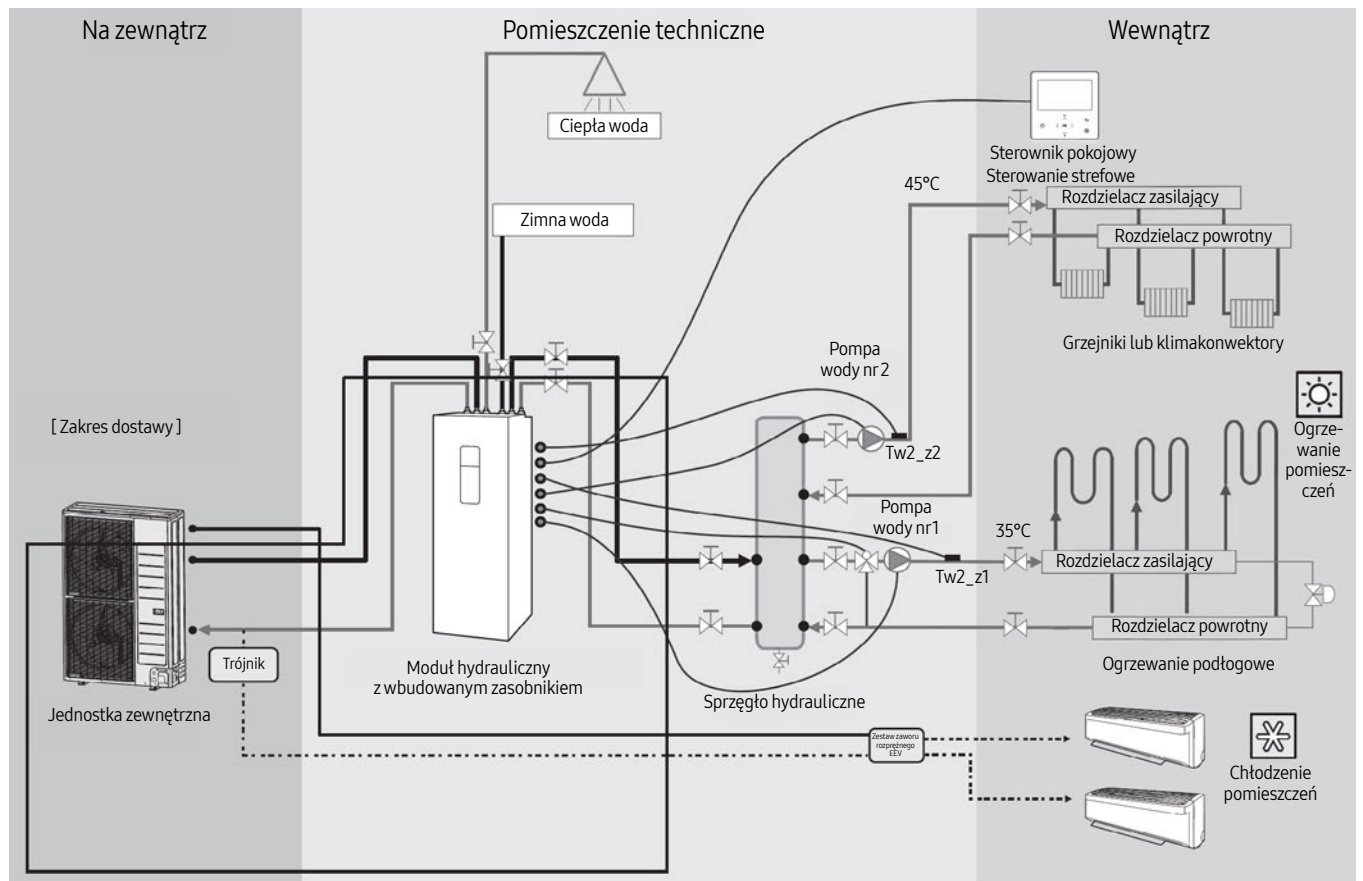 Na zewnątrz
Pomieszczenie techniczne
Wewnątrz
Ciepła woda
Zimna woda
Sterownik pokojowy
Sterowanie strefowe
45°C
Rozdzielacz zasilający
Rozdzielacz powrotny
Grzejniki lub klimakonwektory
Pompa
wody nr 2
Tw2_z2
[ Zakres dostawy ]
Ogrze-
wanie
pomiesz-
czeń
Pompa
wody nr1
35°C
Tw2_z1
Rozdzielacz zasilający
Rozdzielacz powrotny
Ogrzewanie podłogowe
Trójnik
Jednostka zewnętrzna
Moduł hydrauliczny
z wbudowanym zasobnikiem
Sprzęgło hydrauliczne
Zestaw zaworu
rozprężnego
EEV
Chłodzenie
pomieszczeń